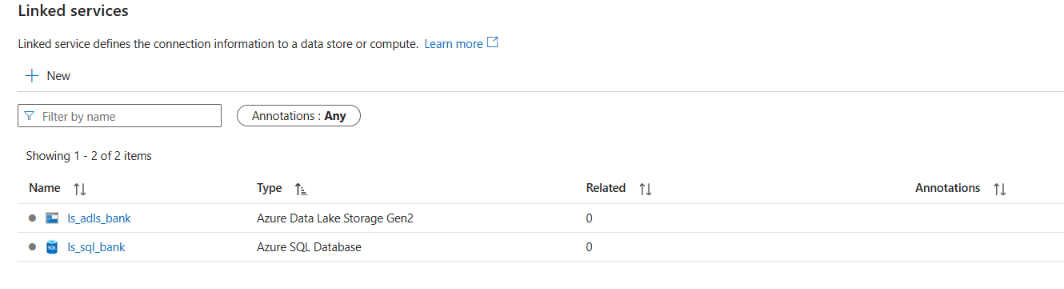 Linked services
Linked service defines the connection information to a data store or compute. Learn more
New
Filter by name
Annotations : Any
Showing 1 - 2 of 2 items
Name Type Related Annotations
ls_adls_bank Azure Data Lake Storage Gen2 0
SQL ls_sql_bank Azure SQL Database 0